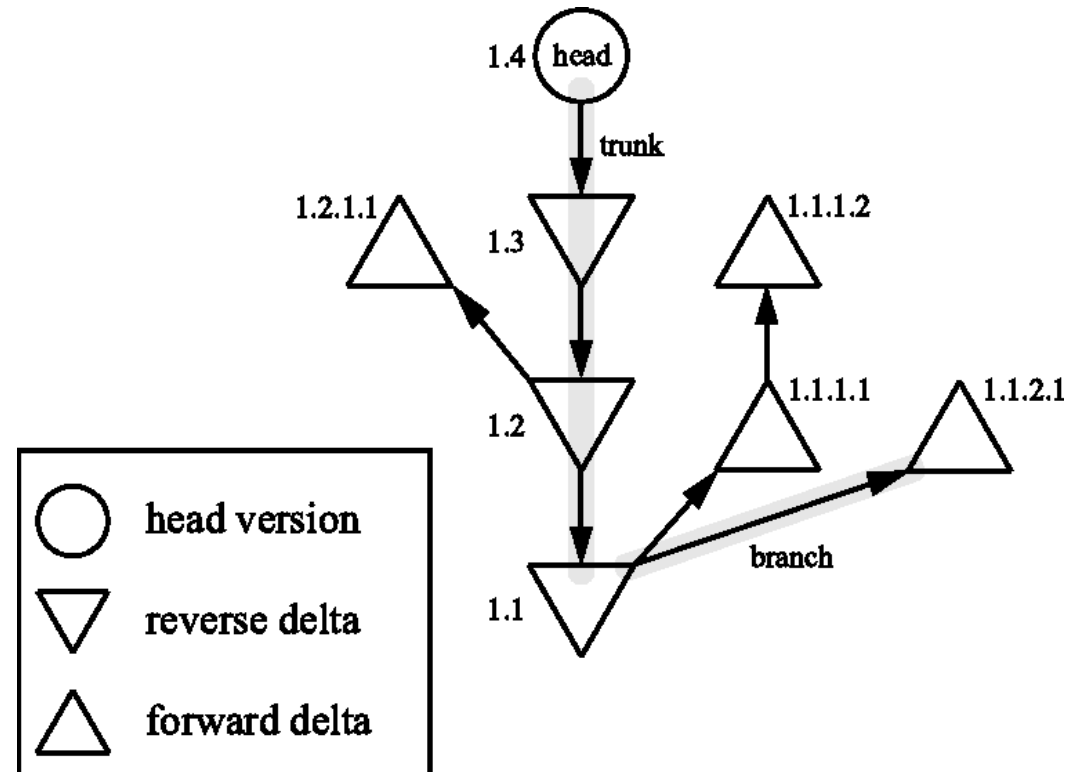 1.4 head
trunk
1.2.1.1
1.3
1.1.1.2
1.2
1.1.1.1
1.1.2.1
branch
1.1
head version
reverse delta
forward delta